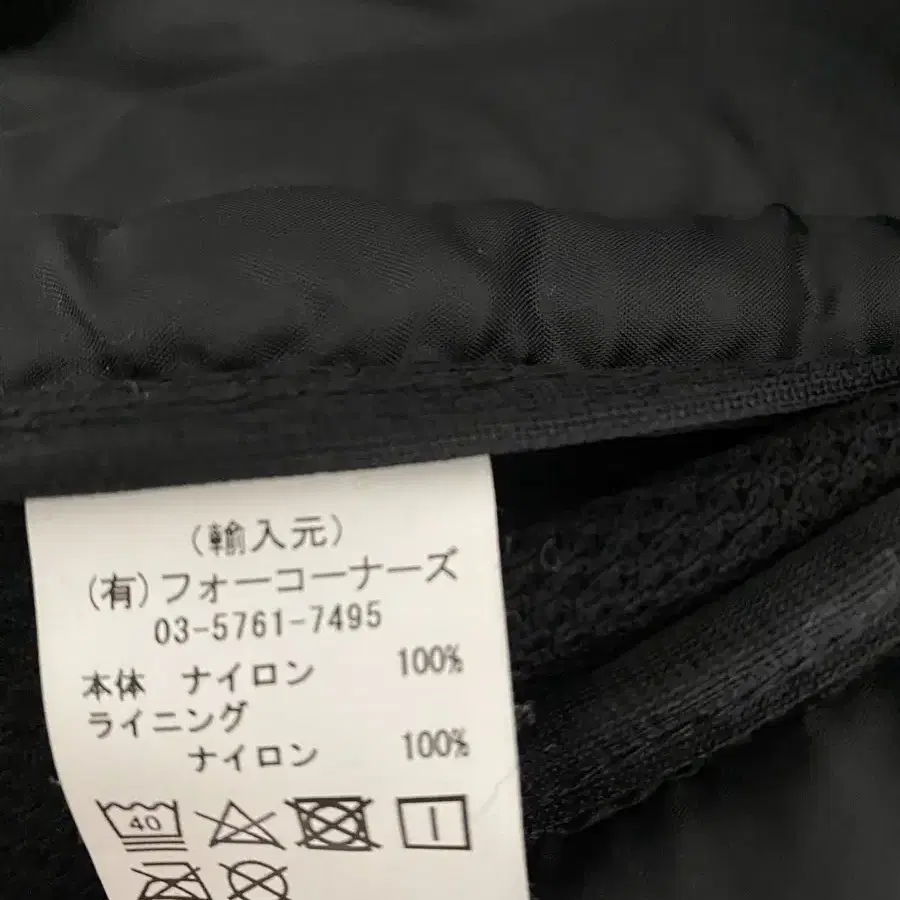 (輸入元)
(有)フォーコーナーズ
03-5761-7495
本体 ナイロン 100%
ライニング
ナイロン 100%
40